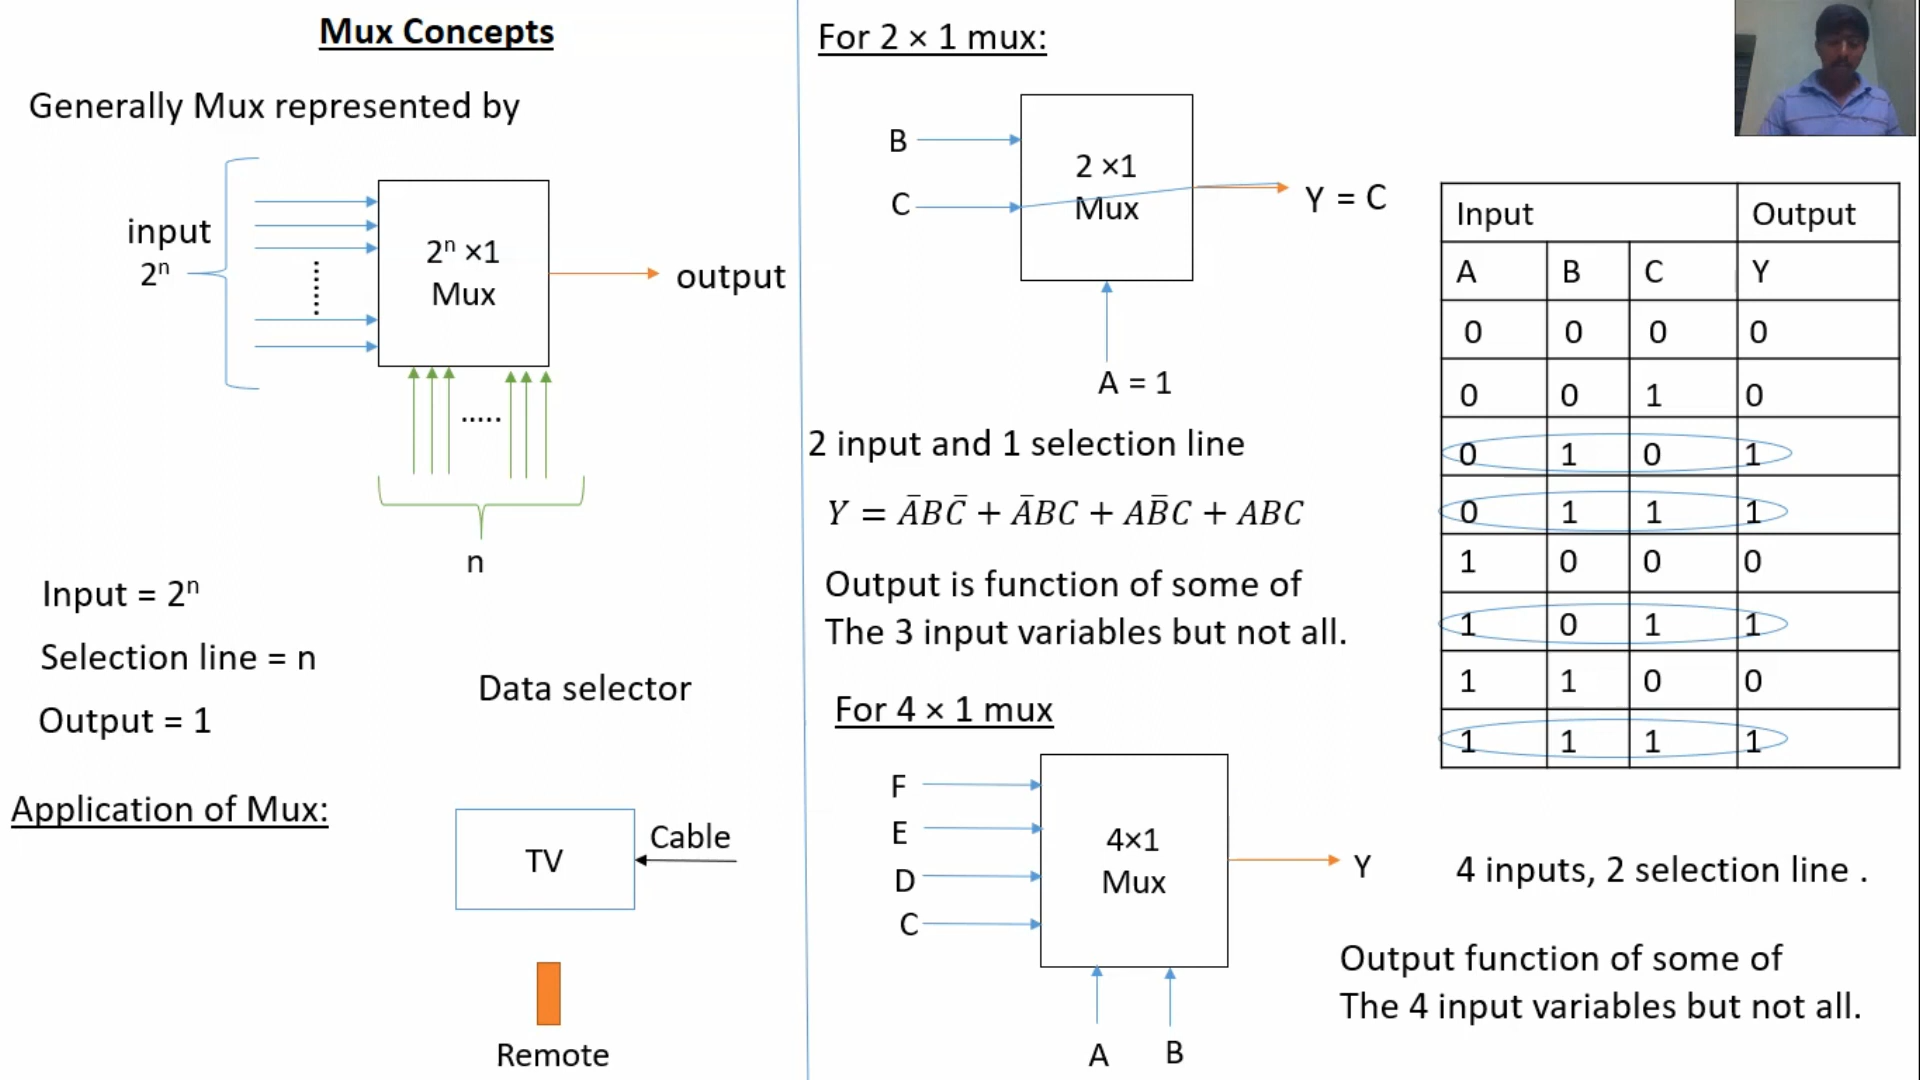 Mux Concepts
Generally Mux represented by
input
2ⁿ
2ⁿ ×1
Mux
output
.....
n
Input = 2ⁿ
Selection line = n
Output = 1
Data selector
Application of Mux:
TV
Cable
Remote
For 2 × 1 mux:
B
C
2 ×1
Mux
Y = C
A = 1
2 input and 1 selection line
Y = A̅BC̅ + A̅BC + AB̅C + ABC
Output is function of some of
The 3 input variables but not all.
For 4 × 1 mux
F
E
D
C
4×1
Mux
Y
A B
Input Output
A B C Y
0 0 0 0
0 0 1 0
0 1 0 1
0 1 1 1
1 0 0 0
1 0 1 1
1 1 0 0
1 1 1 1
4 inputs, 2 selection line .
Output function of some of
The 4 input variables but not all.